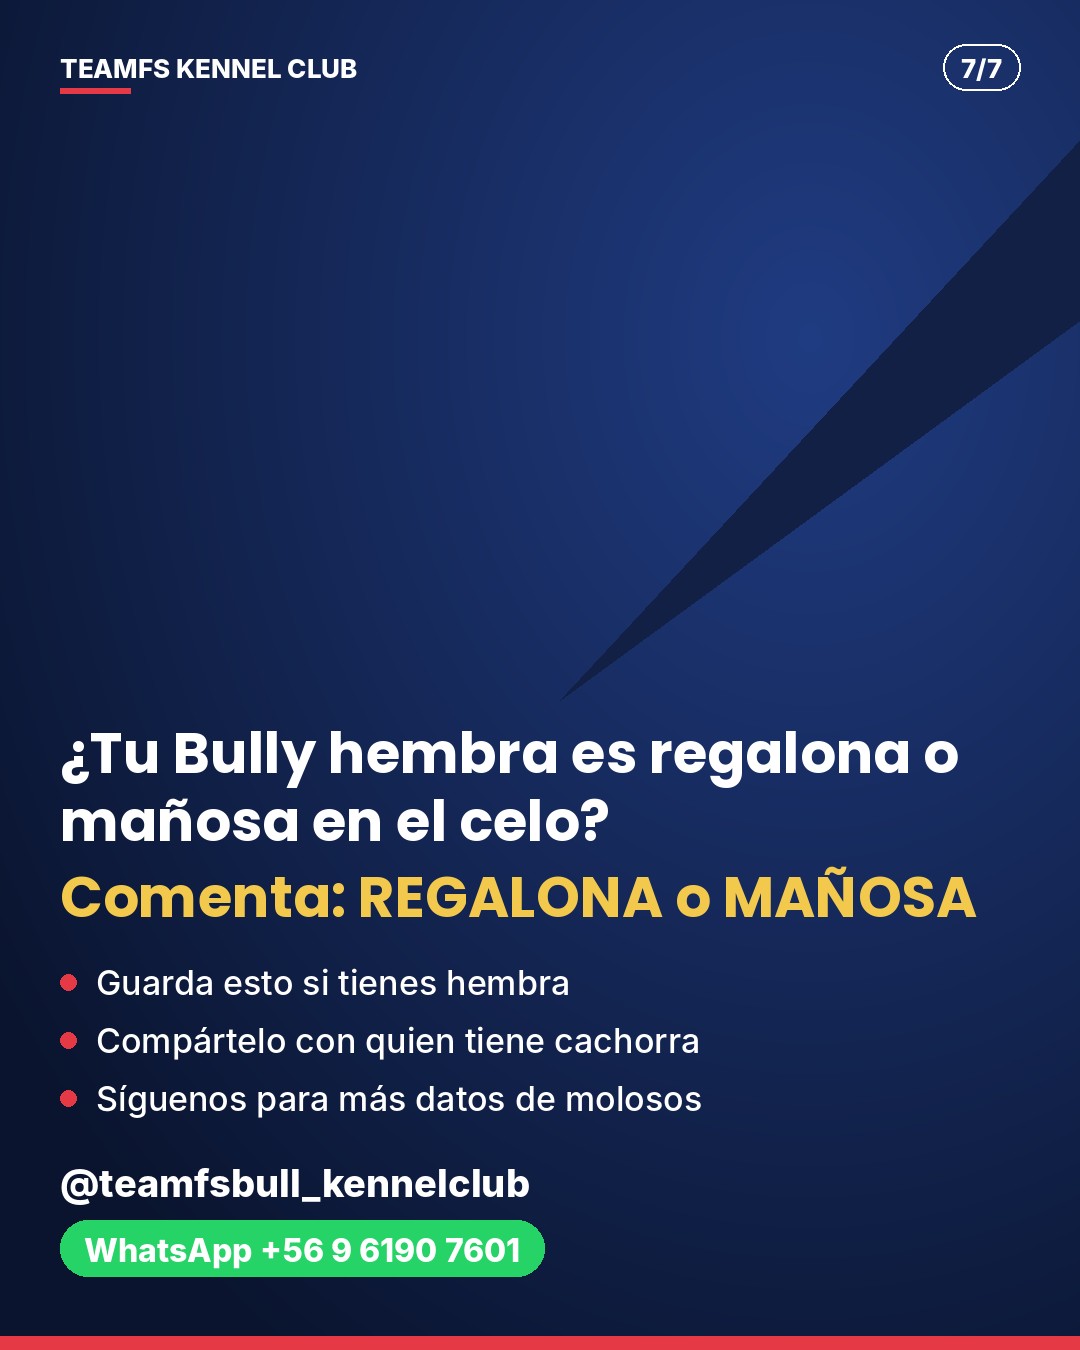 TEAMFS KENNEL CLUB
7/7
¿Tu Bully hembra es regalona o
mañosa en el celo?
Comenta: REGALONA o MAÑOSA
Guarda esto si tienes hembra
Compártelo con quien tiene cachorra
Síguenos para más datos de molosos
@teamfsbull_kennelclub
WhatsApp +56 9 6190 7601